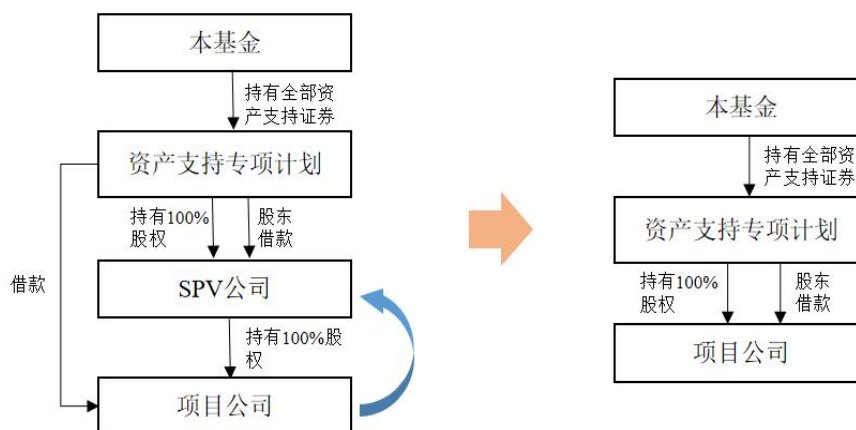 本基金
持有全部资
产支持证券
资产支持专项计划
持有100%
股权
股东
借款
借款
SPV公司
持有100%股
权
项目公司
本基金
持有全部资
产支持证券
资产支持专项计划
持有100%
股权
股东
借款
项目公司